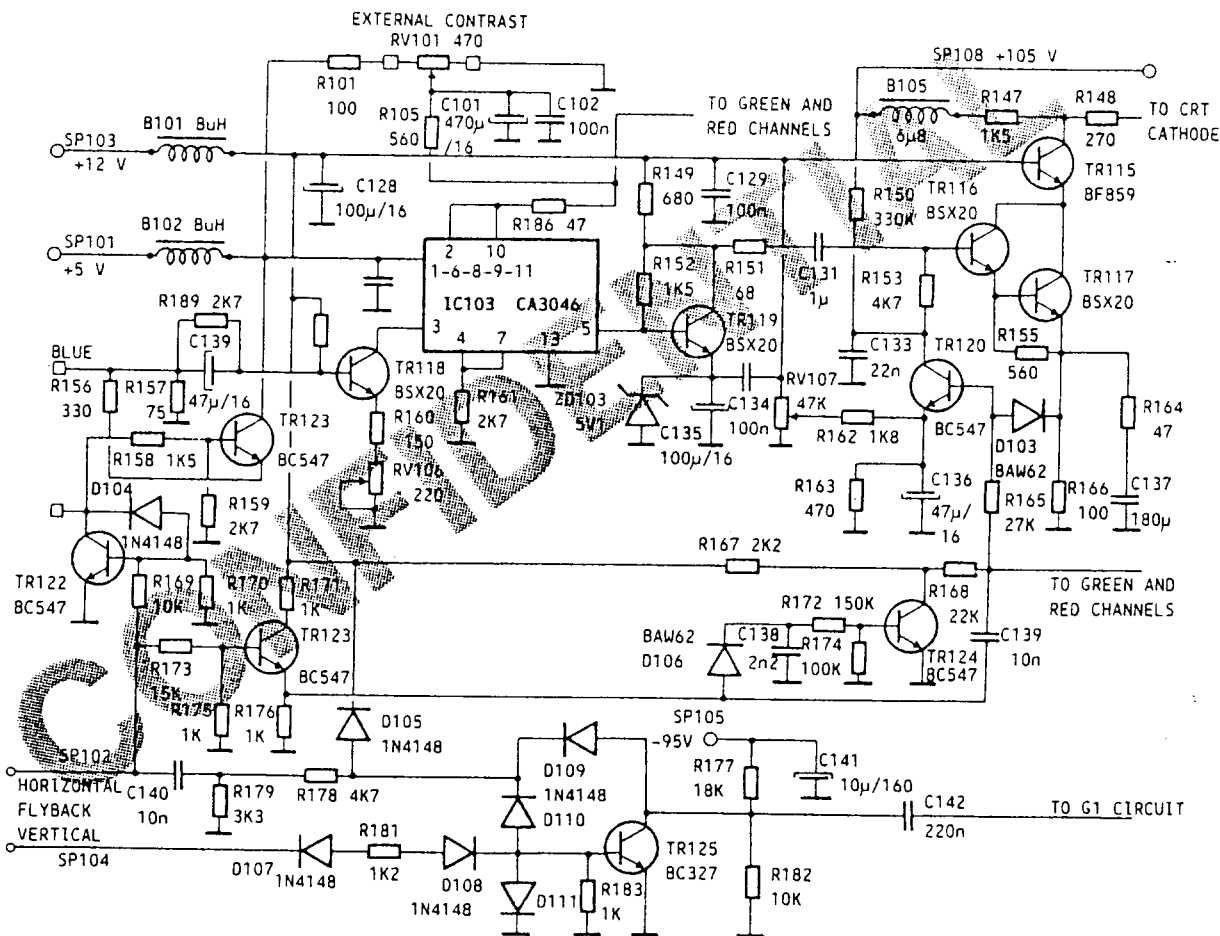 EXTERNAL CONTRAST
RV101 470
R101
100
R105
560
C101
470µ
/16
C102
100n
TO GREEN AND
RED CHANNELS
SP108 +105 V
B105
6µ8
R147
1K5
R148
270
TO CRT
CATHODE
SP103
+12 V
B101 BuH
C128
100µ/16
R149
680
C129
100n
R150
330K
TR116
BSX20
TR115
BF859
SP101
+5 V
B102 BuH
R186 47
2
10
1-6-8-9-11
IC103 CA3046
3
4
7
13
5
R152
1K5
R151
68
C131
1µ
R153
4K7
TR117
BSX20
R189 2K7
C139
47µ/16
BLUE
R156
330
R157
75
TR118
BSX20
TR119
BSX20
C133
22n
TR120
BC547
R155
560
R158 1K5
TR123
BC547
R160
150
R161
2K7
ZD103
5V1
C135
100µ/16
C134
100n
RV107
47K
R162 1K8
D103
BAW62
R164
47
D104
1N4148
R159
2K7
RV106
220
R163
470
C136
47µ/
16
R165
27K
R166
100
C137
180µ
TR122
BC547
R169
10K
R170
1K
R171
1K
R167 2K2
R168
22K
TO GREEN AND
RED CHANNELS
TR123
BC547
R173
15K
R175
1K
R176
1K
BAW62
D106
C138
2n2
R172 150K
R174
100K
TR124
BC547
C139
10n
D105
1N4148
SP105
-95V
SP102
HORIZONTAL
FLYBACK
C140
10n
R179
3K3
R178 4K7
D109
1N4148
D110
R177
18K
C141
10µ/160
C142
220n
TO G1 CIRCUIT
VERTICAL
SP104
D107
1N4148
R181
1K2
D108
1N4148
D111
R183
1K
TR125
BC327
R182
10K
CONFIDENTIAL